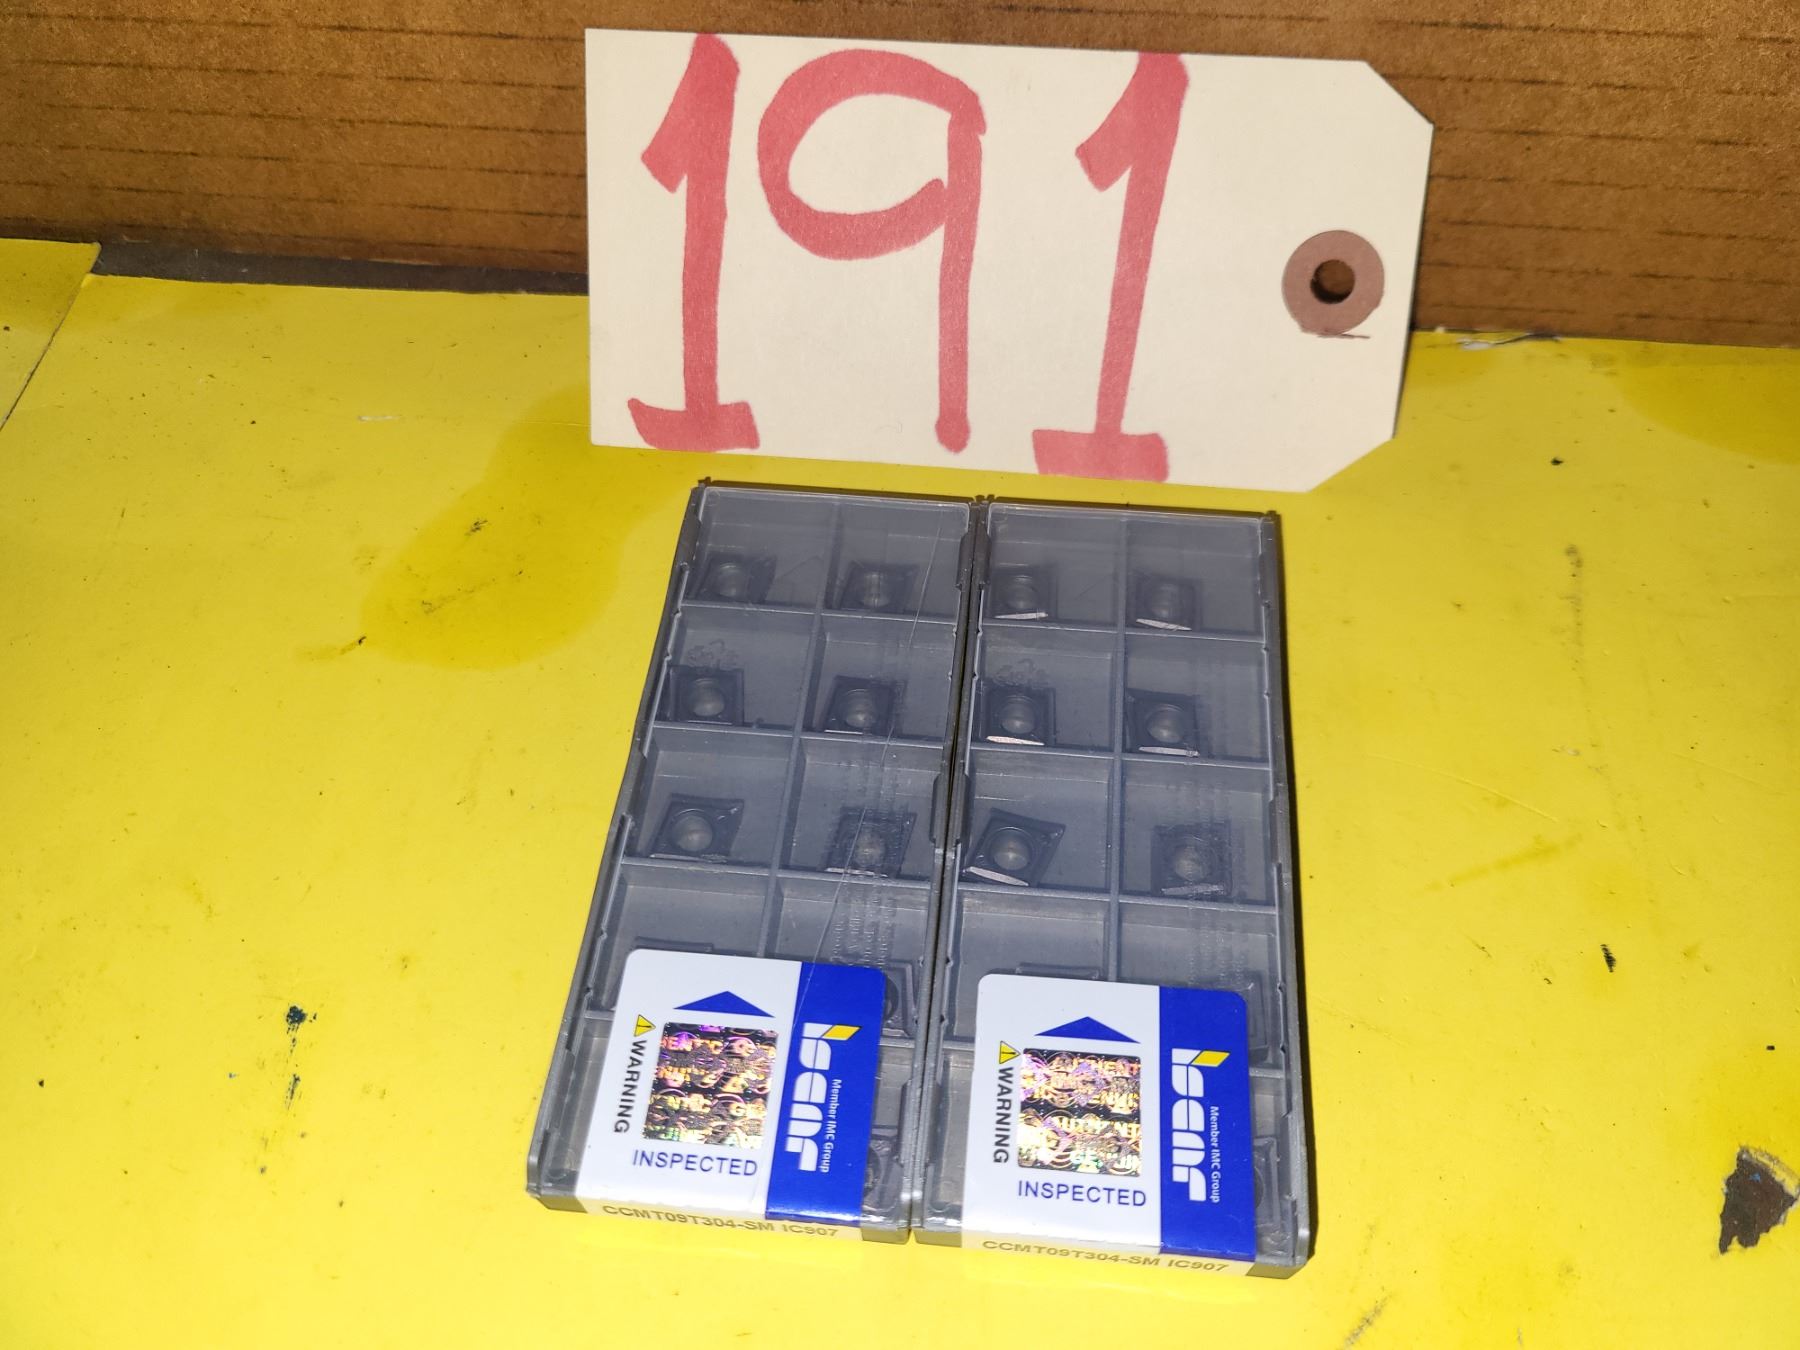 191
WARNING
INSPECTED
iscar
Member IMC Group
CCMT09T304-SM IC907
WARNING
INSPECTED
iscar
Member IMC Group
CCMT09T304-SM IC907